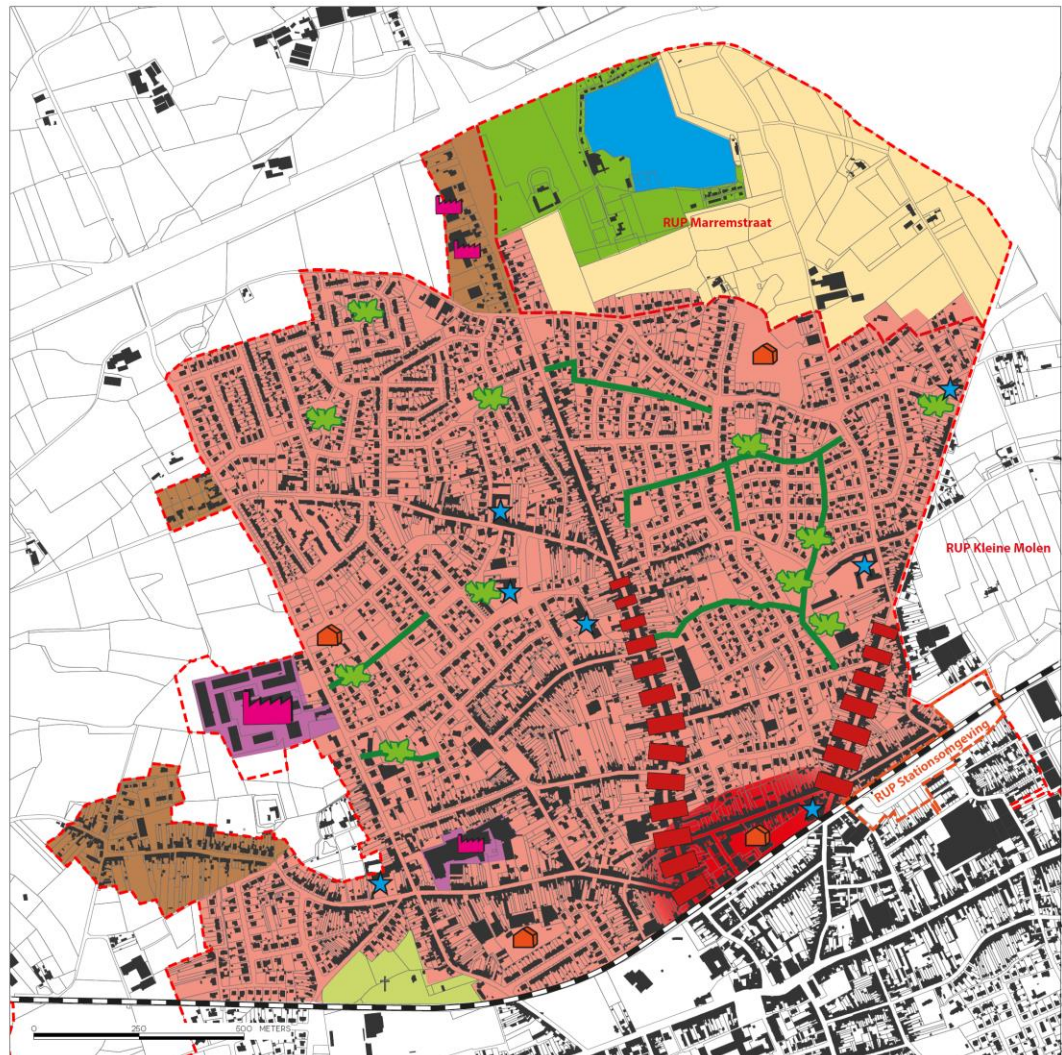 RUP Marremstraat
RUP Kleine Molen
RUP Stationsomgeving
0 250 500 METERS